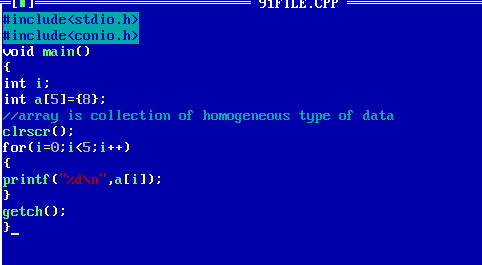 [■] 91FILE.CPP
#include<stdio.h>
#include<conio.h>
void main()
{
int i;
int a[5]={8};
//array is collection of homogeneous type of data
clrscr();
for(i=0;i<5;i++)
{
printf("%d\n",a[i]);
}
getch();
}_